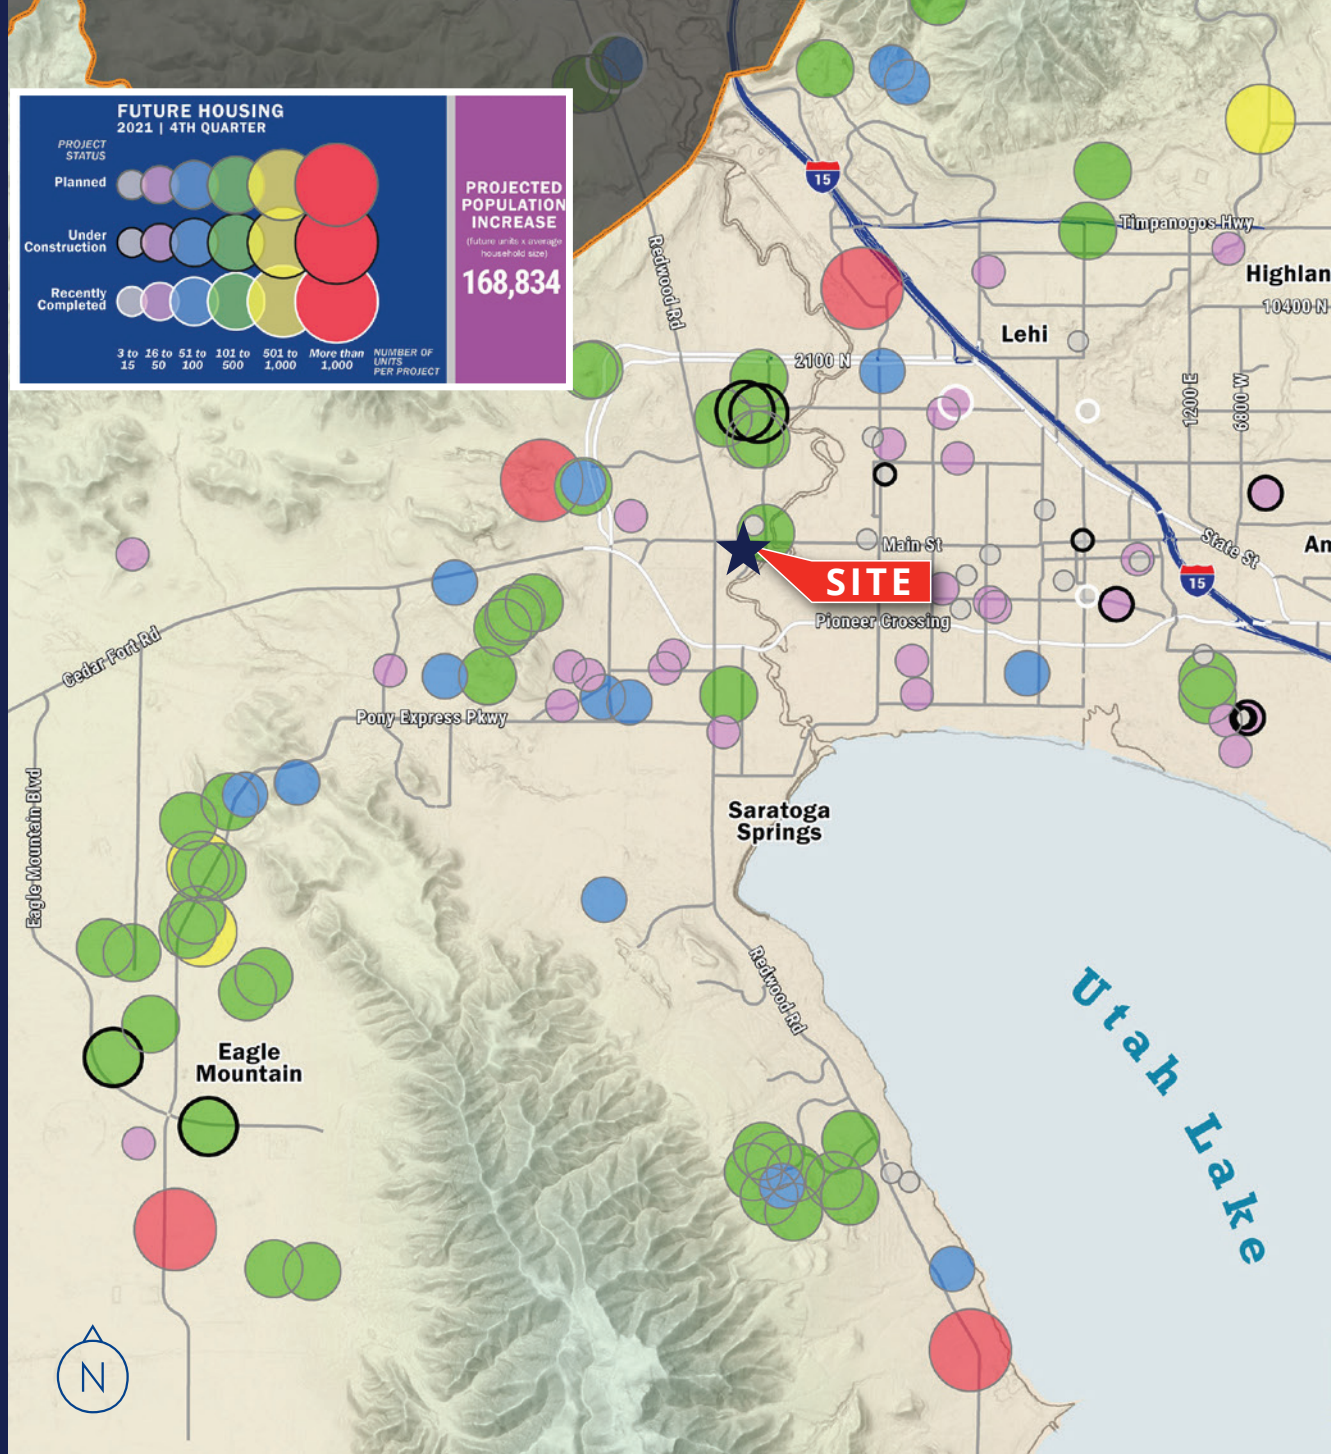 FUTURE HOUSING
2021 | 4TH QUARTER
PROJECT
STATUS
Planned
Under
Construction
Recently
Completed
3 to
15
16 to
50
51 to
100
101 to
500
501 to
1,000
More than
1,000
NUMBER OF
UNITS
PER PROJECT
PROJECTED
POPULATION
INCREASE
(future units x average
household size)
168,834
15
Timpanogos Hwy
Redwood Rd
Highlan
10400 N
Lehi
2100 N
1200 E
6800 W
Main St
State St
Am
SITE
15
Pioneer Crossing
Cedar Fort Rd
Pony Express Pkwy
Eagle Mountain Blvd
Saratoga
Springs
Redwood Rd
Utah Lake
Eagle
Mountain
N